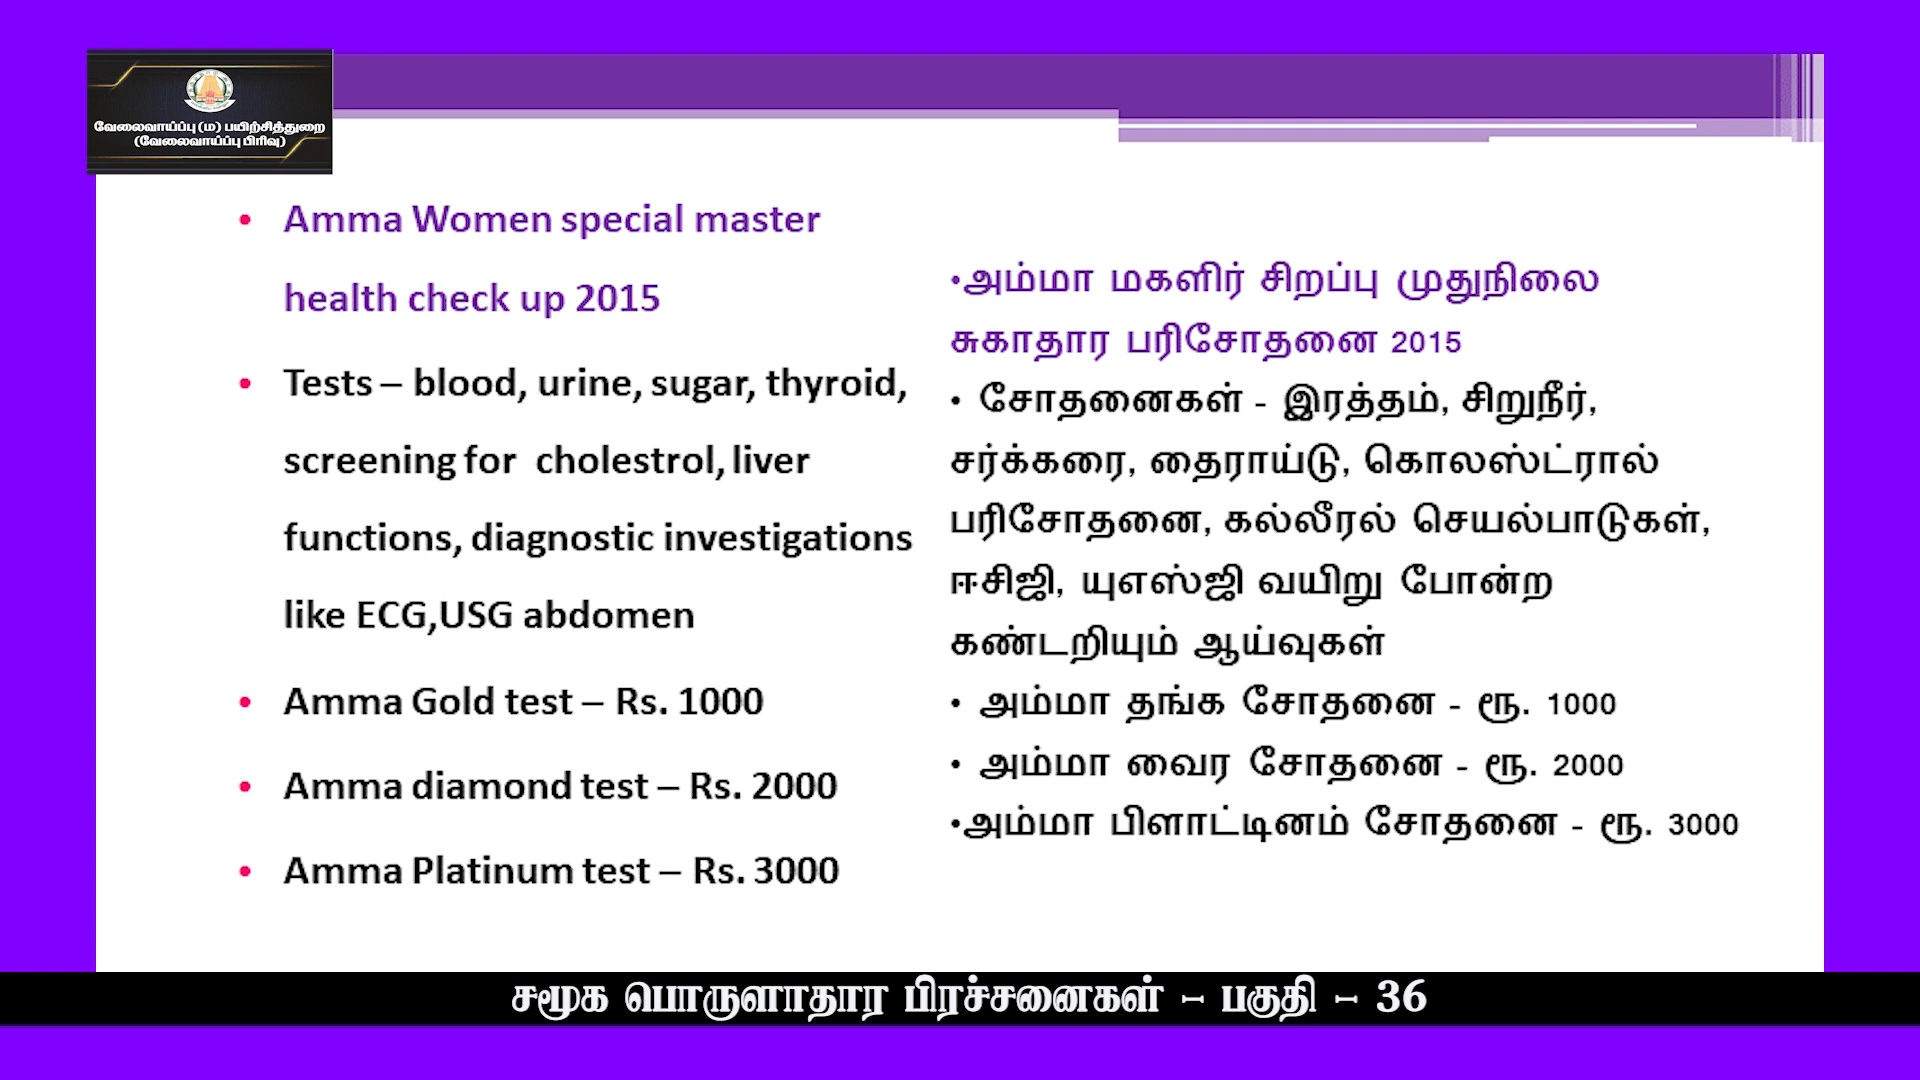 வேலைவாய்ப்பு (ம) பயிற்சித்துறை
(வேலைவாய்ப்பு பிரிவு)
• Amma Women special master
health check up 2015
• Tests – blood, urine, sugar, thyroid,
screening for cholestrol, liver
functions, diagnostic investigations
like ECG,USG abdomen
• Amma Gold test – Rs. 1000
• Amma diamond test – Rs. 2000
• Amma Platinum test – Rs. 3000
•அம்மா மகளிர் சிறப்பு முதுநிலை
சுகாதார பரிசோதனை 2015
• சோதனைகள் - இரத்தம், சிறுநீர்,
சர்க்கரை, தைராய்டு, கொலஸ்ட்ரால்
பரிசோதனை, கல்லீரல் செயல்பாடுகள்,
ஈசிஜி, யுஎஸ்ஜி வயிறு போன்ற
கண்டறியும் ஆய்வுகள்
• அம்மா தங்க சோதனை - ரூ. 1000
• அம்மா வைர சோதனை - ரூ. 2000
•அம்மா பிளாட்டினம் சோதனை - ரூ. 3000
சமூக பொருளாதார பிரச்சனைகள் – பகுதி – 36